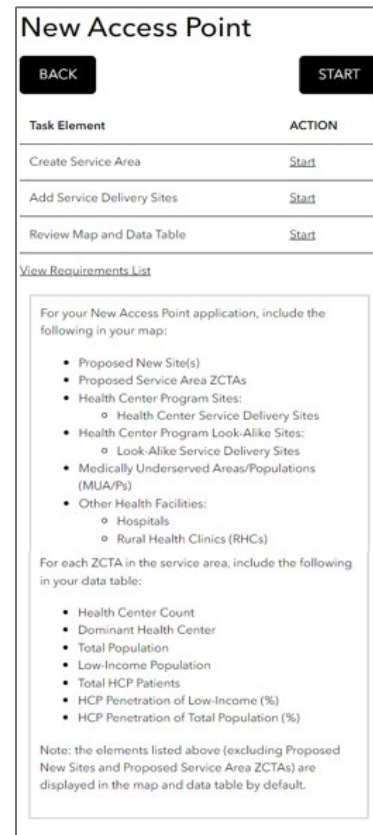 New Access Point
BACK
START
Task Element
ACTION
Create Service Area
Start
Add Service Delivery Sites
Start
Review Map and Data Table
Start
View Requirements List
For your New Access Point application, include the
following in your map:
• Proposed New Site(s)
• Proposed Service Area ZCTAs
• Health Center Program Sites:
o Health Center Service Delivery Sites
• Health Center Program Look-Alike Sites:
o Look-Alike Service Delivery Sites
• Medically Underserved Areas/Populations
(MUA/Ps)
• Other Health Facilities:
o Hospitals
o Rural Health Clinics (RHCs)
For each ZCTA in the service area, include the following
in your data table:
• Health Center Count
• Dominant Health Center
• Total Population
• Low-Income Population
• Total HCP Patients
• HCP Penetration of Low-Income (%)
• HCP Penetration of Total Population (%)
Note: the elements listed above (excluding Proposed
New Sites and Proposed Service Area ZCTAs) are
displayed in the map and data table by default.